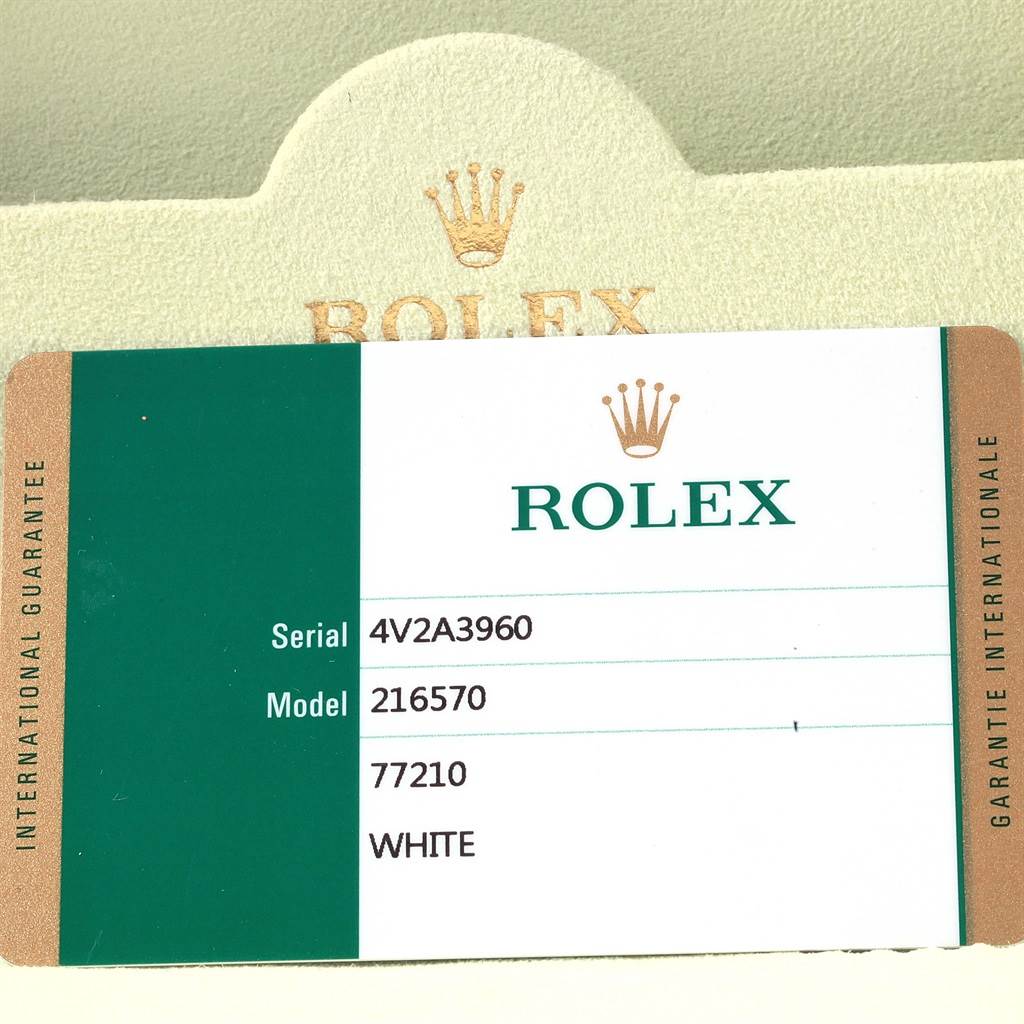 ROLEX
ROLEX
INTERNATIONAL GUARANTEE
Serial 4V2A3960
Model 216570
77210
WHITE
GARANTIE INTERNATIONALE